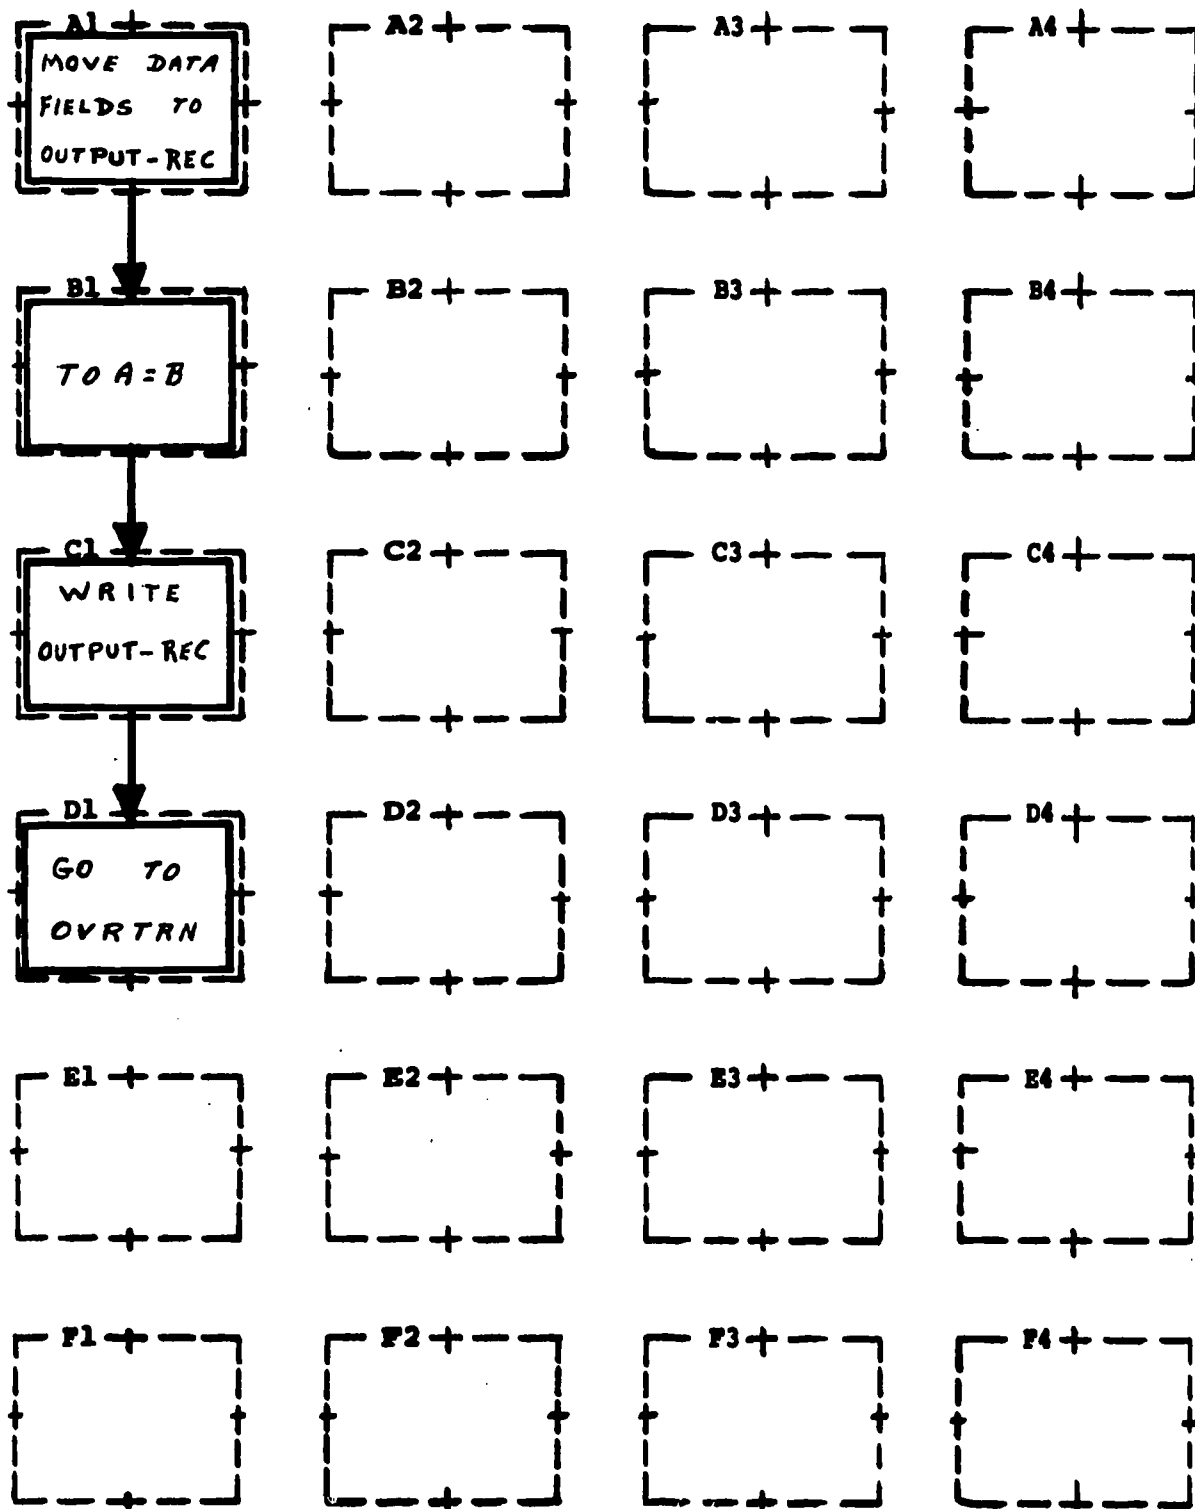 A1 A2 A3 A4
MOVE DATA
FIELDS TO
OUTPUT-REC
B1 B2 B3 B4
TO A=B
C1 C2 C3 C4
WRITE
OUTPUT-REC
D1 D2 D3 D4
GO TO
OVRTRN
E1 E2 E3 E4
F1 F2 F3 F4